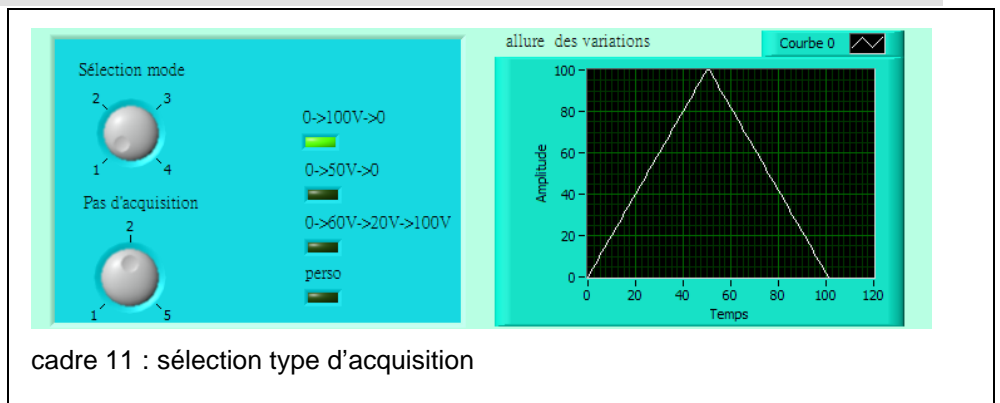 Sélection mode
2 3
1 4
Pas d'acquisition
2
1 5
0->100V->0
0->50V->0
0->60V->20V->100V
perso
allure des variations
Courbe 0
Amplitude
100
80
60
40
20
0
0 20 40 60 80 100 120
Temps
cadre 11 : sélection type d’acquisition